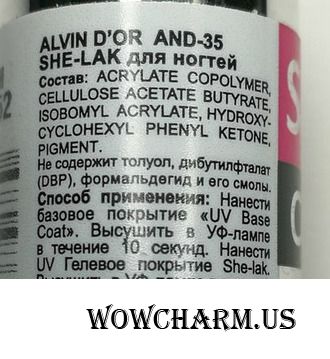 ALVIN D'OR AND-35
SHE-LAK для ногтей
Состав: ACRYLATE COPOLYMER,
CELLULOSE ACETATE BUTYRATE,
ISOBOMYL ACRYLATE, HYDROXY-
CYCLOHEXYL PHENYL KETONE,
PIGMENT.
Не содержит толуол, дибутилфталат
(DBP), формальдегид и его смолы.
Способ применения: Нанести
базовое покрытие «UV Base
Coat». Высушить в УФ-лампе
в течение 10 секунд. Нанести
UV Гелевое покрытие She-lak.
WOWCHARM.US